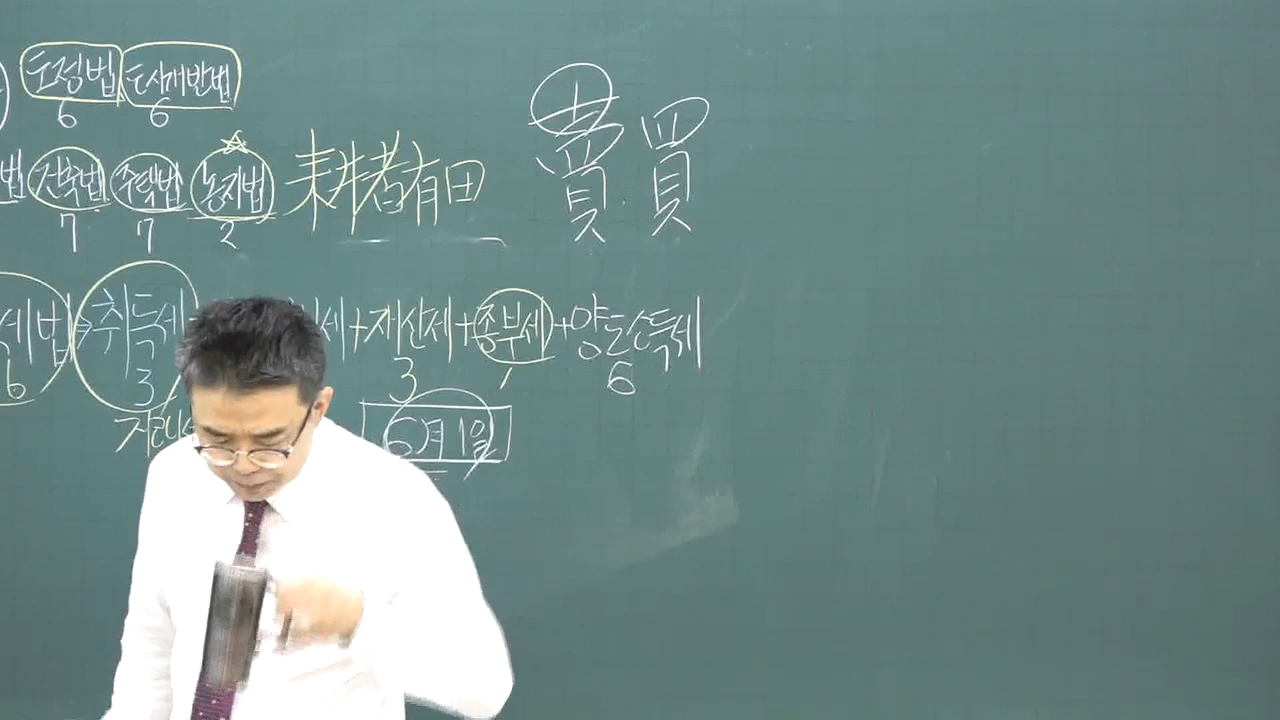 도정법 도시개발법
6 6
법 건축법 주택법 농지법 耕者有田 賣 買
7 7 2
세법 취득세 세+재산세+종부세+양도소득세
6 3 3 1 6
6月1일